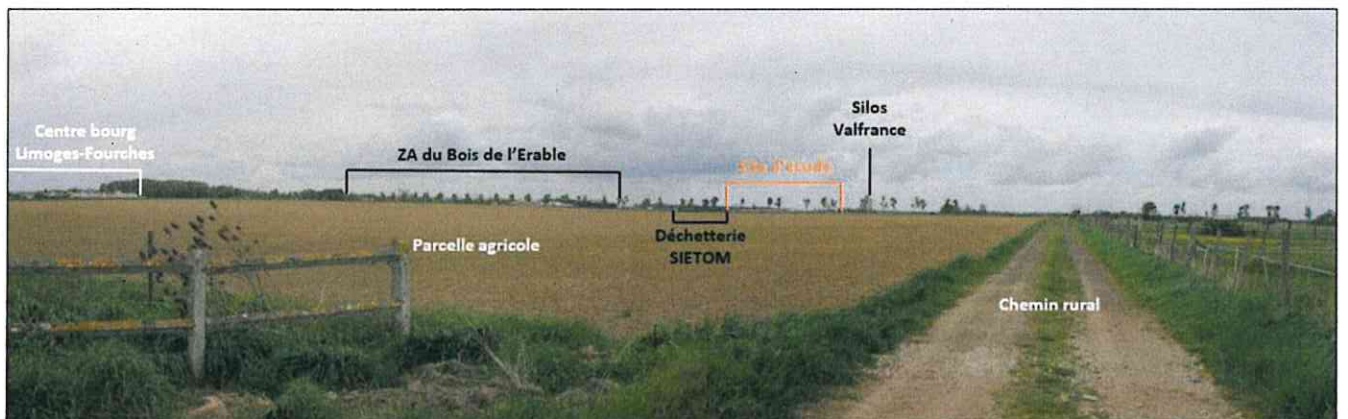 Centre bourg
Limoges-Fourches
ZA du Bois de l'Erable
Site d'étude
Silos
Valfrance
Déchetterie
SIETOM
Parcelle agricole
Chemin rural